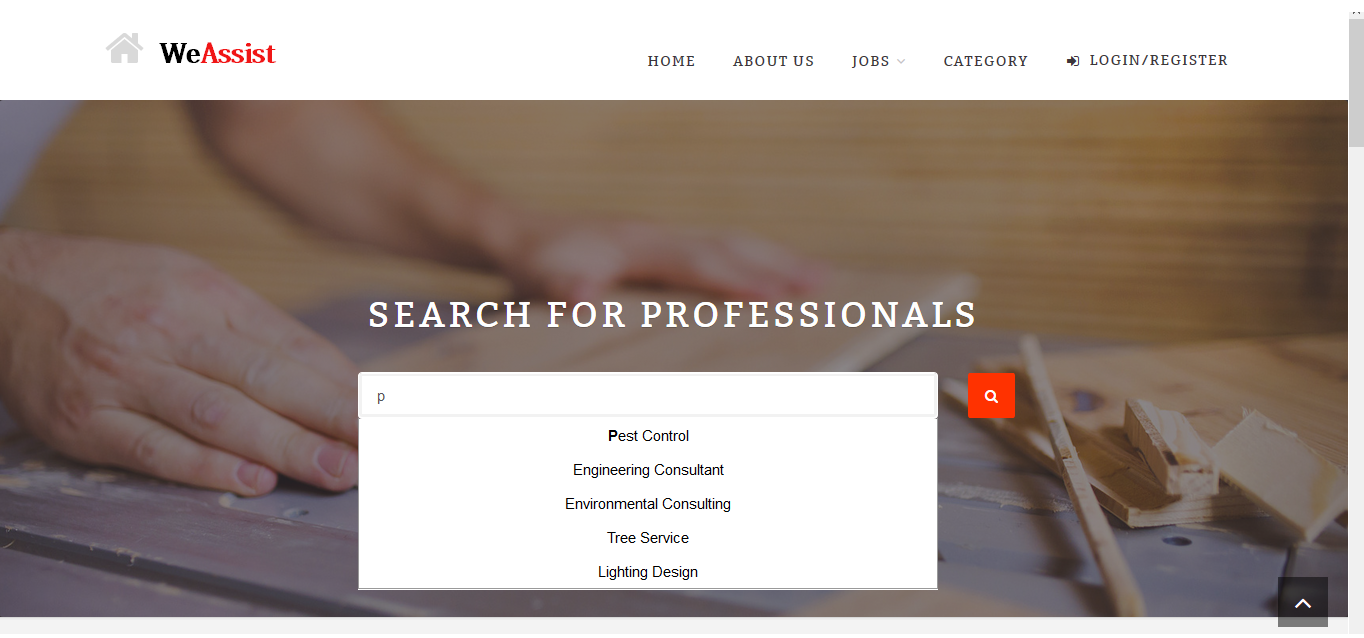 WeAssist
HOME ABOUT US JOBS CATEGORY LOGIN/REGISTER
SEARCH FOR PROFESSIONALS
p
Pest Control
Engineering Consultant
Environmental Consulting
Tree Service
Lighting Design